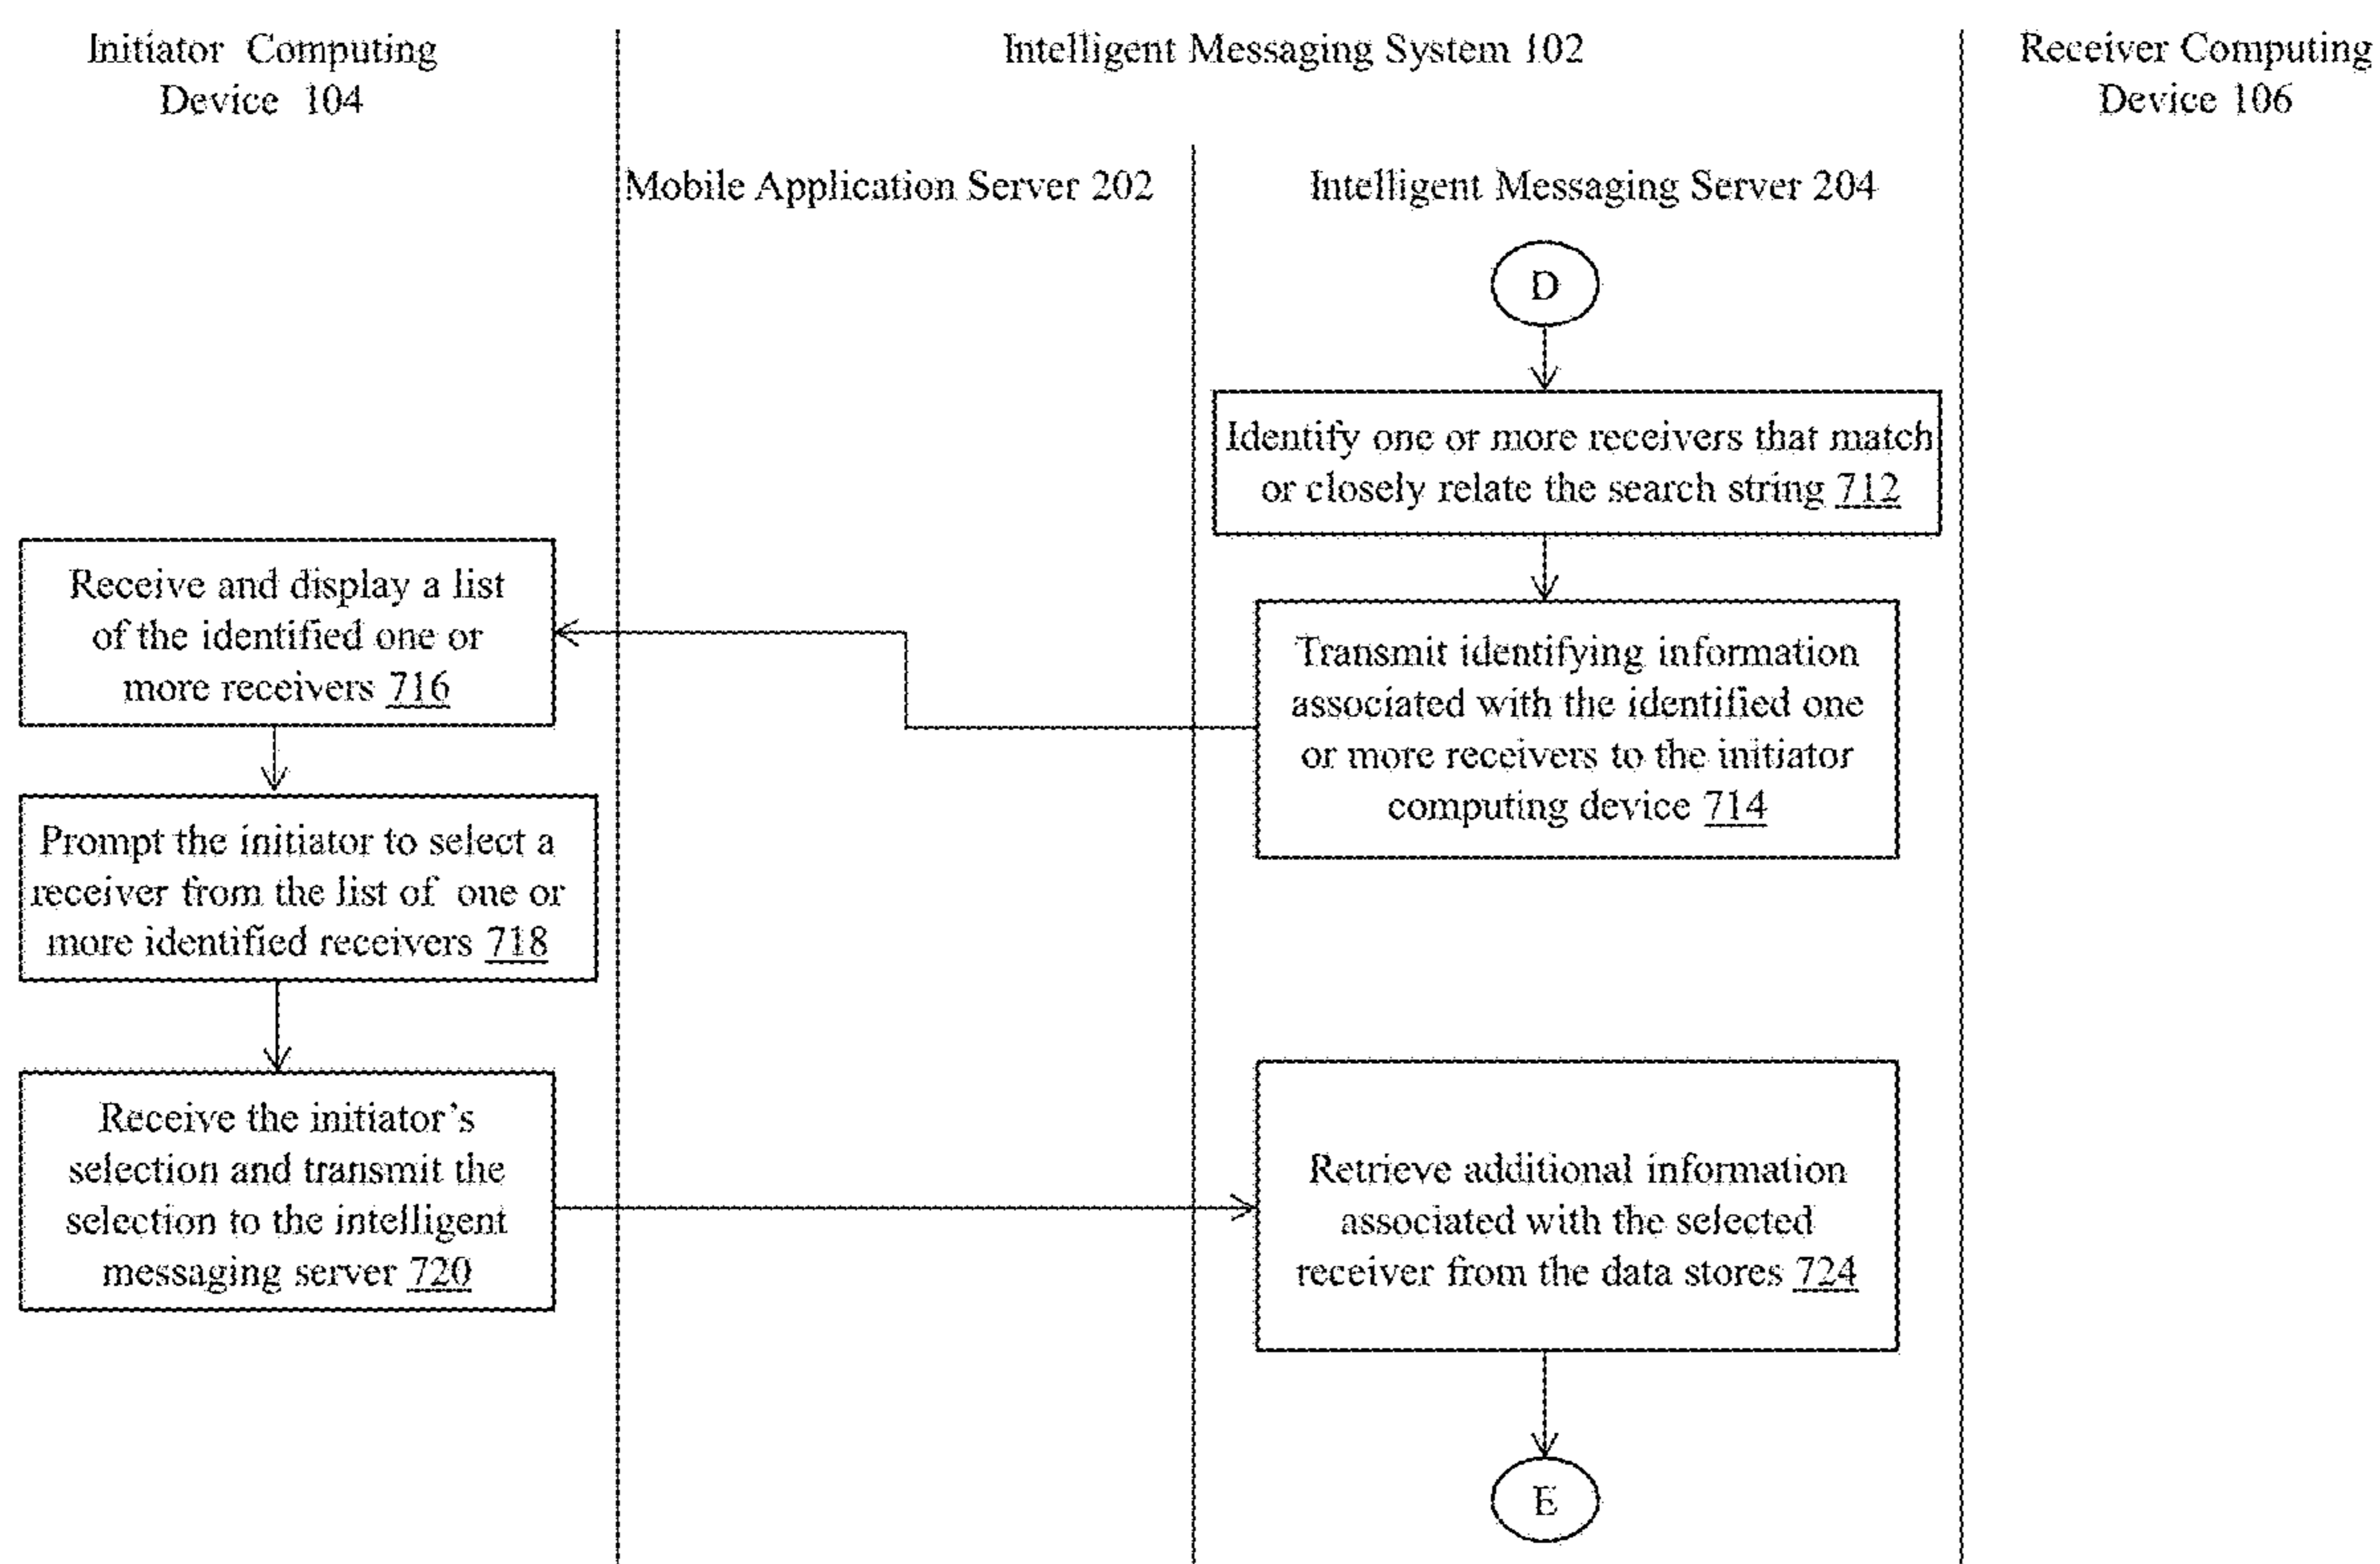 Initiator Computing
Device 104
Intelligent Messaging System 102
Receiver Computing
Device 106
Mobile Application Server 202
Intelligent Messaging Server 204
D
Identify one or more receivers that match
or closely relate the search string 712
Transmit identifying information
associated with the identified one
or more receivers to the initiator
computing device 714
Receive and display a list
of the identified one or
more receivers 716
Prompt the initiator to select a
receiver from the list of one or
more identified receivers 718
Receive the initiator's
selection and transmit the
selection to the intelligent
messaging server 720
Retrieve additional information
associated with the selected
receiver from the data stores 724
E